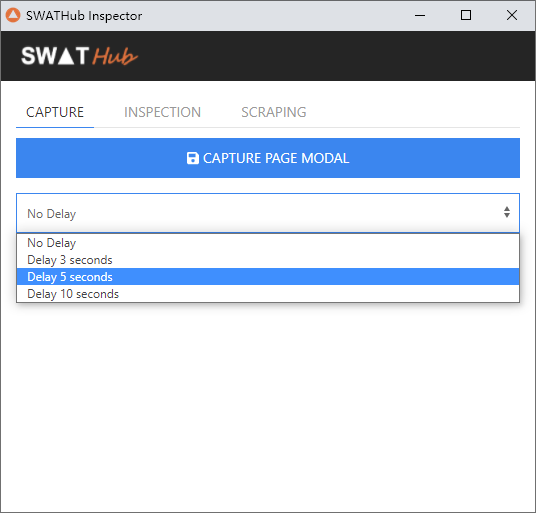 SWATHub Inspector
SWAT Hub
CAPTURE INSPECTION SCRAPING
CAPTURE PAGE MODAL
No Delay
No Delay
Delay 3 seconds
Delay 5 seconds
Delay 10 seconds